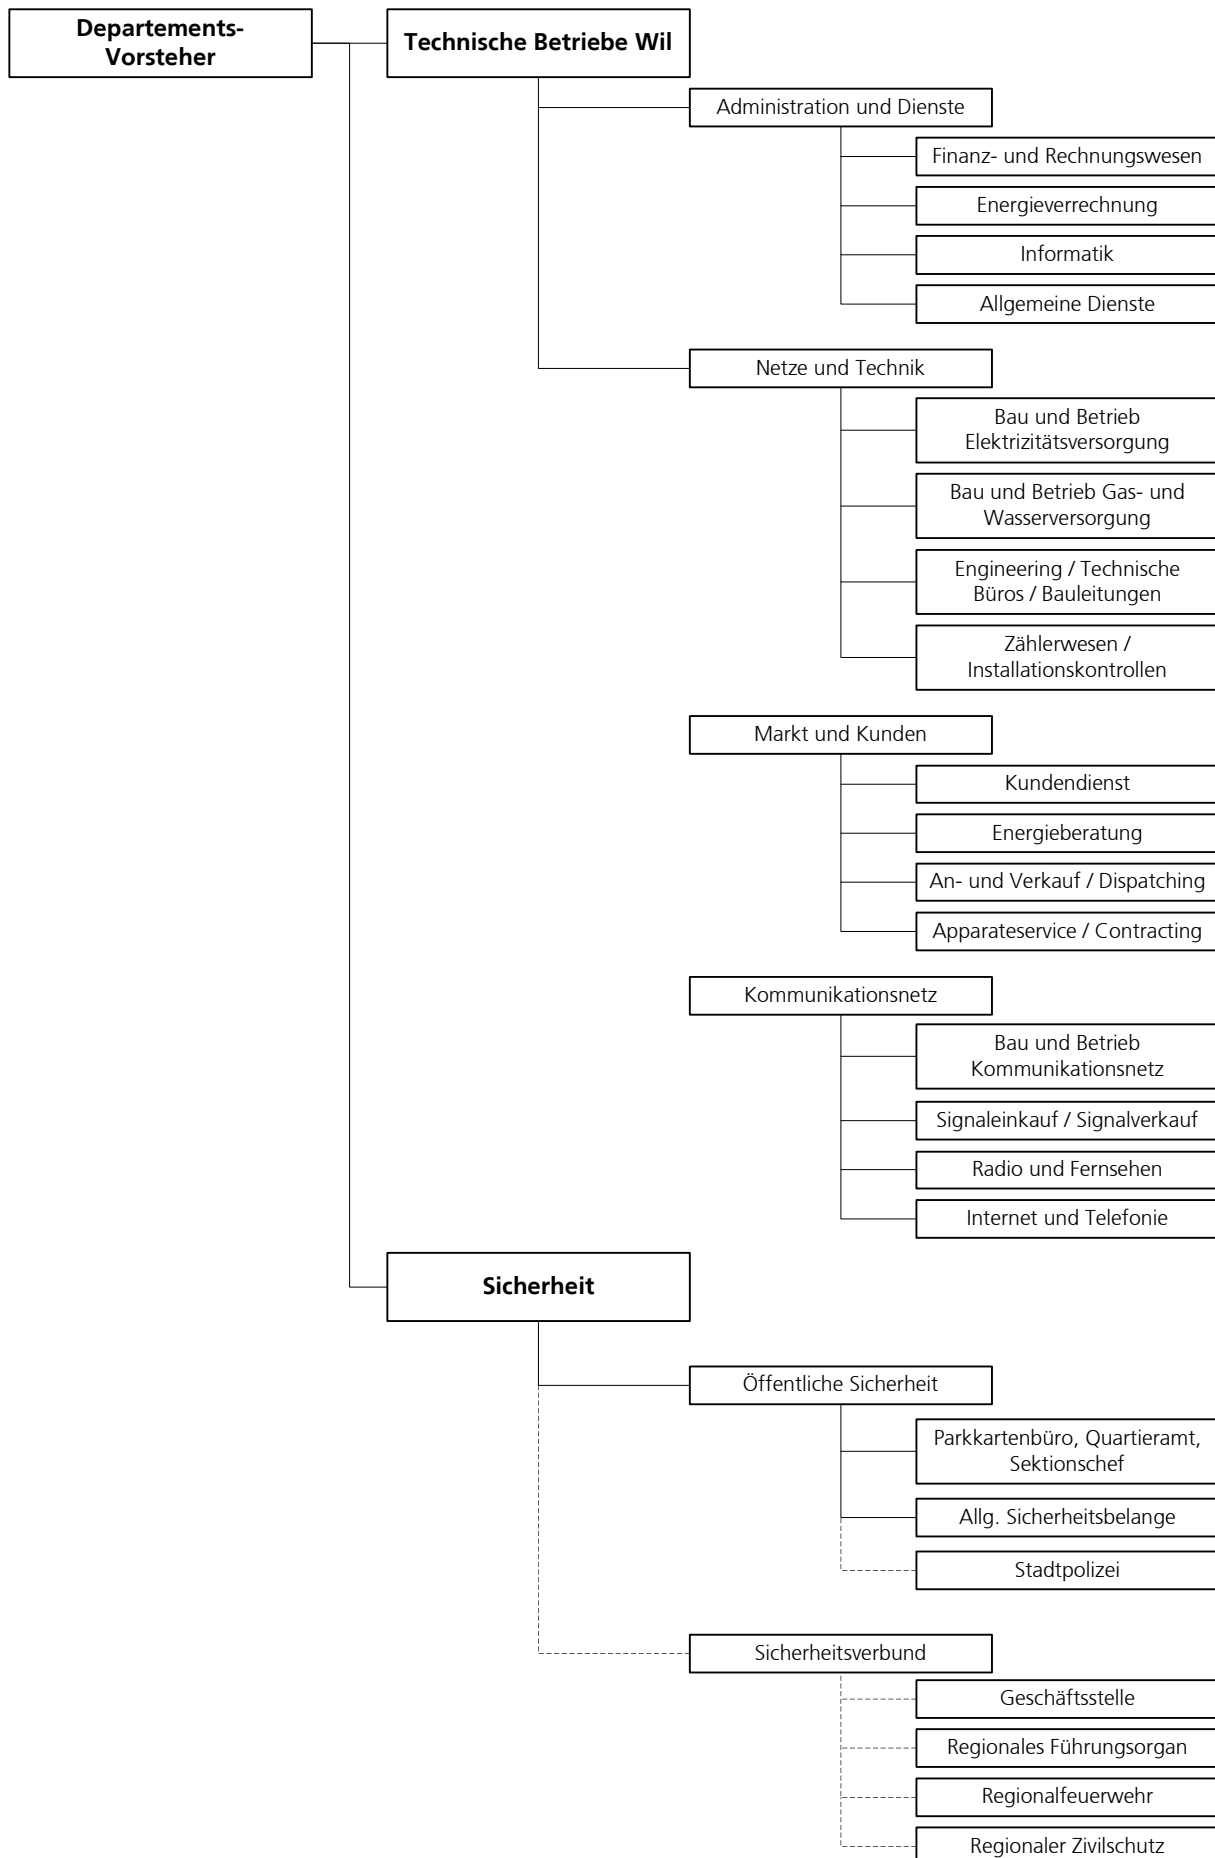 Departements-
Vorsteher
Technische Betriebe Wil
Administration und Dienste
Finanz- und Rechnungswesen
Energieverrechnung
Informatik
Allgemeine Dienste
Netze und Technik
Bau und Betrieb
Elektrizitätsversorgung
Bau und Betrieb Gas- und
Wasserversorgung
Engineering / Technische
Büros / Bauleitungen
Zählerwesen /
Installationskontrollen
Markt und Kunden
Kundendienst
Energieberatung
An- und Verkauf / Dispatching
Apparateservice / Contracting
Kommunikationsnetz
Bau und Betrieb
Kommunikationsnetz
Signaleinkauf / Signalverkauf
Radio und Fernsehen
Internet und Telefonie
Sicherheit
Öffentliche Sicherheit
Parkkartenbüro, Quartieramt,
Sektionschef
Allg. Sicherheitsbelange
Stadtpolizei
Sicherheitsverbund
Geschäftsstelle
Regionales Führungsorgan
Regionalfeuerwehr
Regionaler Zivilschutz